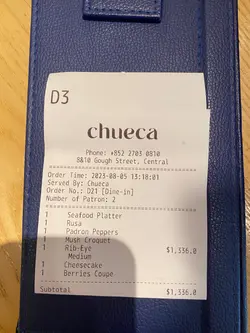 D3
chueca
Phone: +852 2703 0810
8&10 Gough Street, Central
Order Time: 2023-08-05 13:18:01
Served By: Chueca
Order No.: D21 [Dine-in]
Number of Patron: 2
1 Seafood Platter
1 Rusa
1 Padron Peppers
1 Mush Croquet
1 Rib-Eye $1,336.0
Medium
1 Cheesecake
1 Berries Coupe
Subtotal $1,336.0